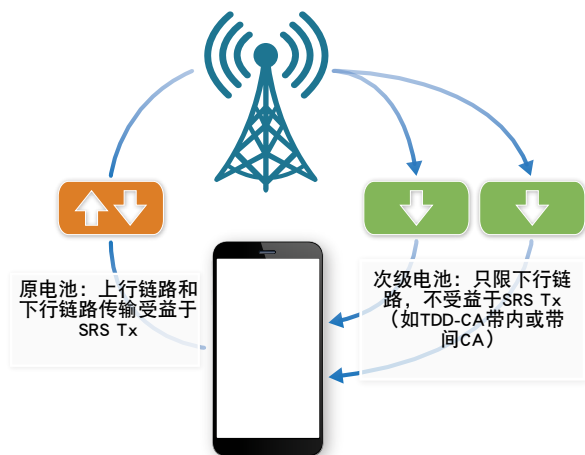 原电池：上行链路和
下行链路传输受益于
SRS Tx
次级电池：只限下行链
路，不受益于SRS Tx
（如TDD-CA带内或带
间CA）